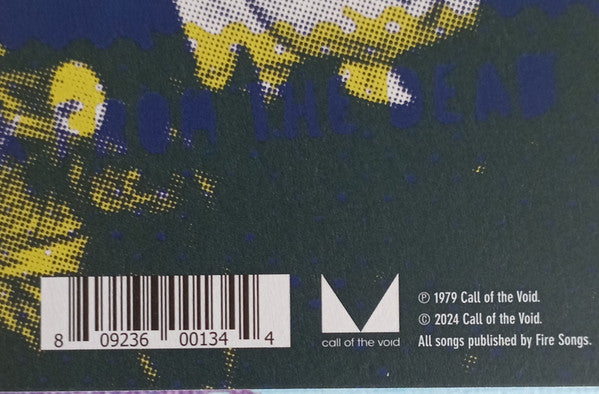 FROM THE DEAD
8 09236 00134 4
call of the void
℗ 1979 Call of the Void.
© 2024 Call of the Void.
All songs published by Fire Songs.